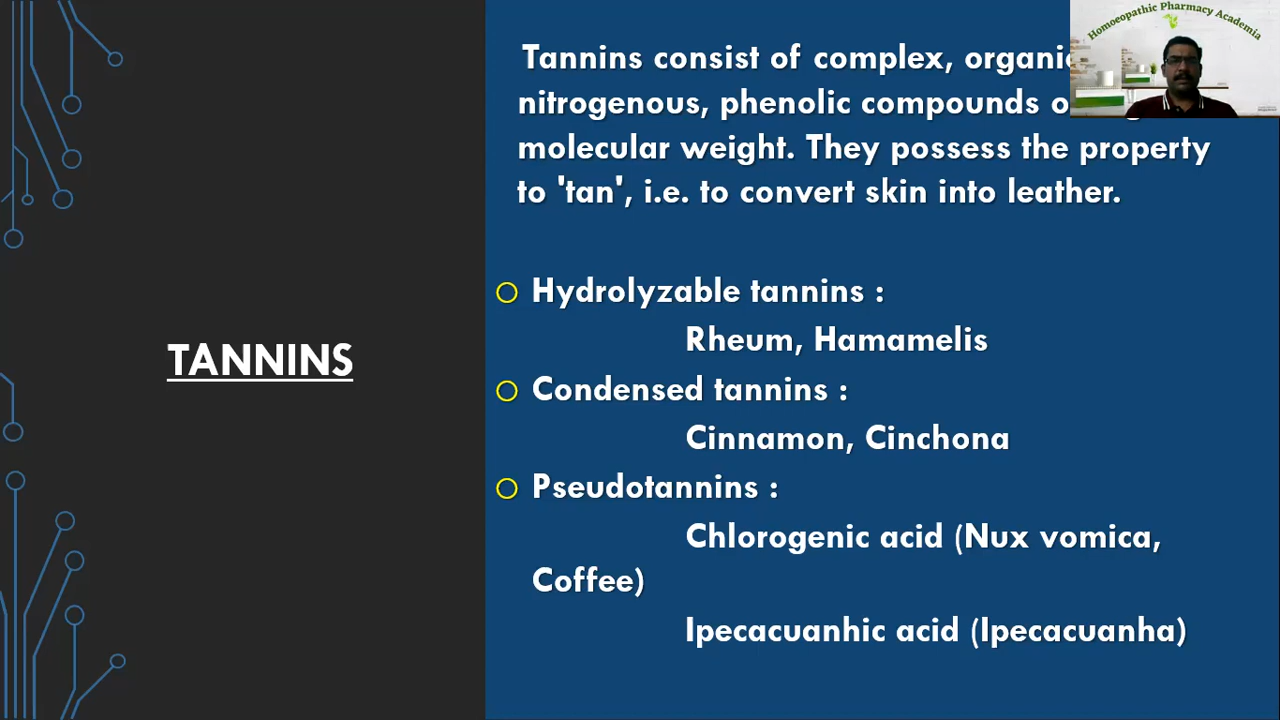 Homoeopathic Pharmacy Academia
Tannins consist of complex, organic
nitrogenous, phenolic compounds
molecular weight. They possess the property
to 'tan', i.e. to convert skin into leather.
TANNINS
Hydrolyzable tannins :
Rheum, Hamamelis
Condensed tannins :
Cinnamon, Cinchona
Pseudotannins :
Chlorogenic acid (Nux vomica,
Coffee)
Ipecacuanhic acid (Ipecacuanha)